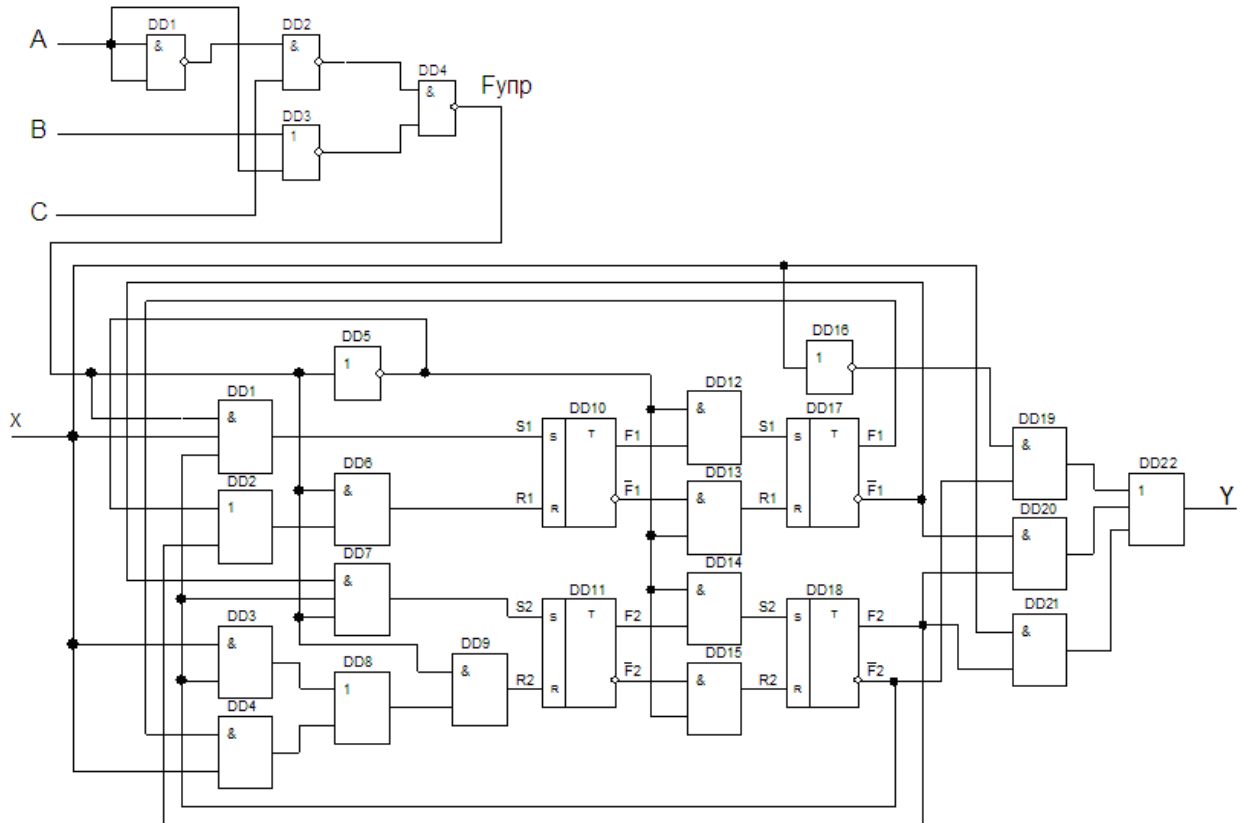 DD1
&
DD2
&
A
DD4
&
Fупр
DD3
1
B
C
DD5
1
DD16
1
DD1
&
X
DD12
&
DD10
S
T
R
S1
R1
F1
F̅1
DD17
S
T
R
S1
R1
F1
F̅1
DD2
1
DD6
&
DD13
&
DD19
&
DD22
1
Y
DD7
&
DD20
&
DD14
&
DD11
S
T
R
S2
R2
F2
F̅2
DD18
S
T
R
S2
R2
F2
F̅2
DD3
&
DD8
1
DD9
&
DD15
&
DD21
&
DD4
&